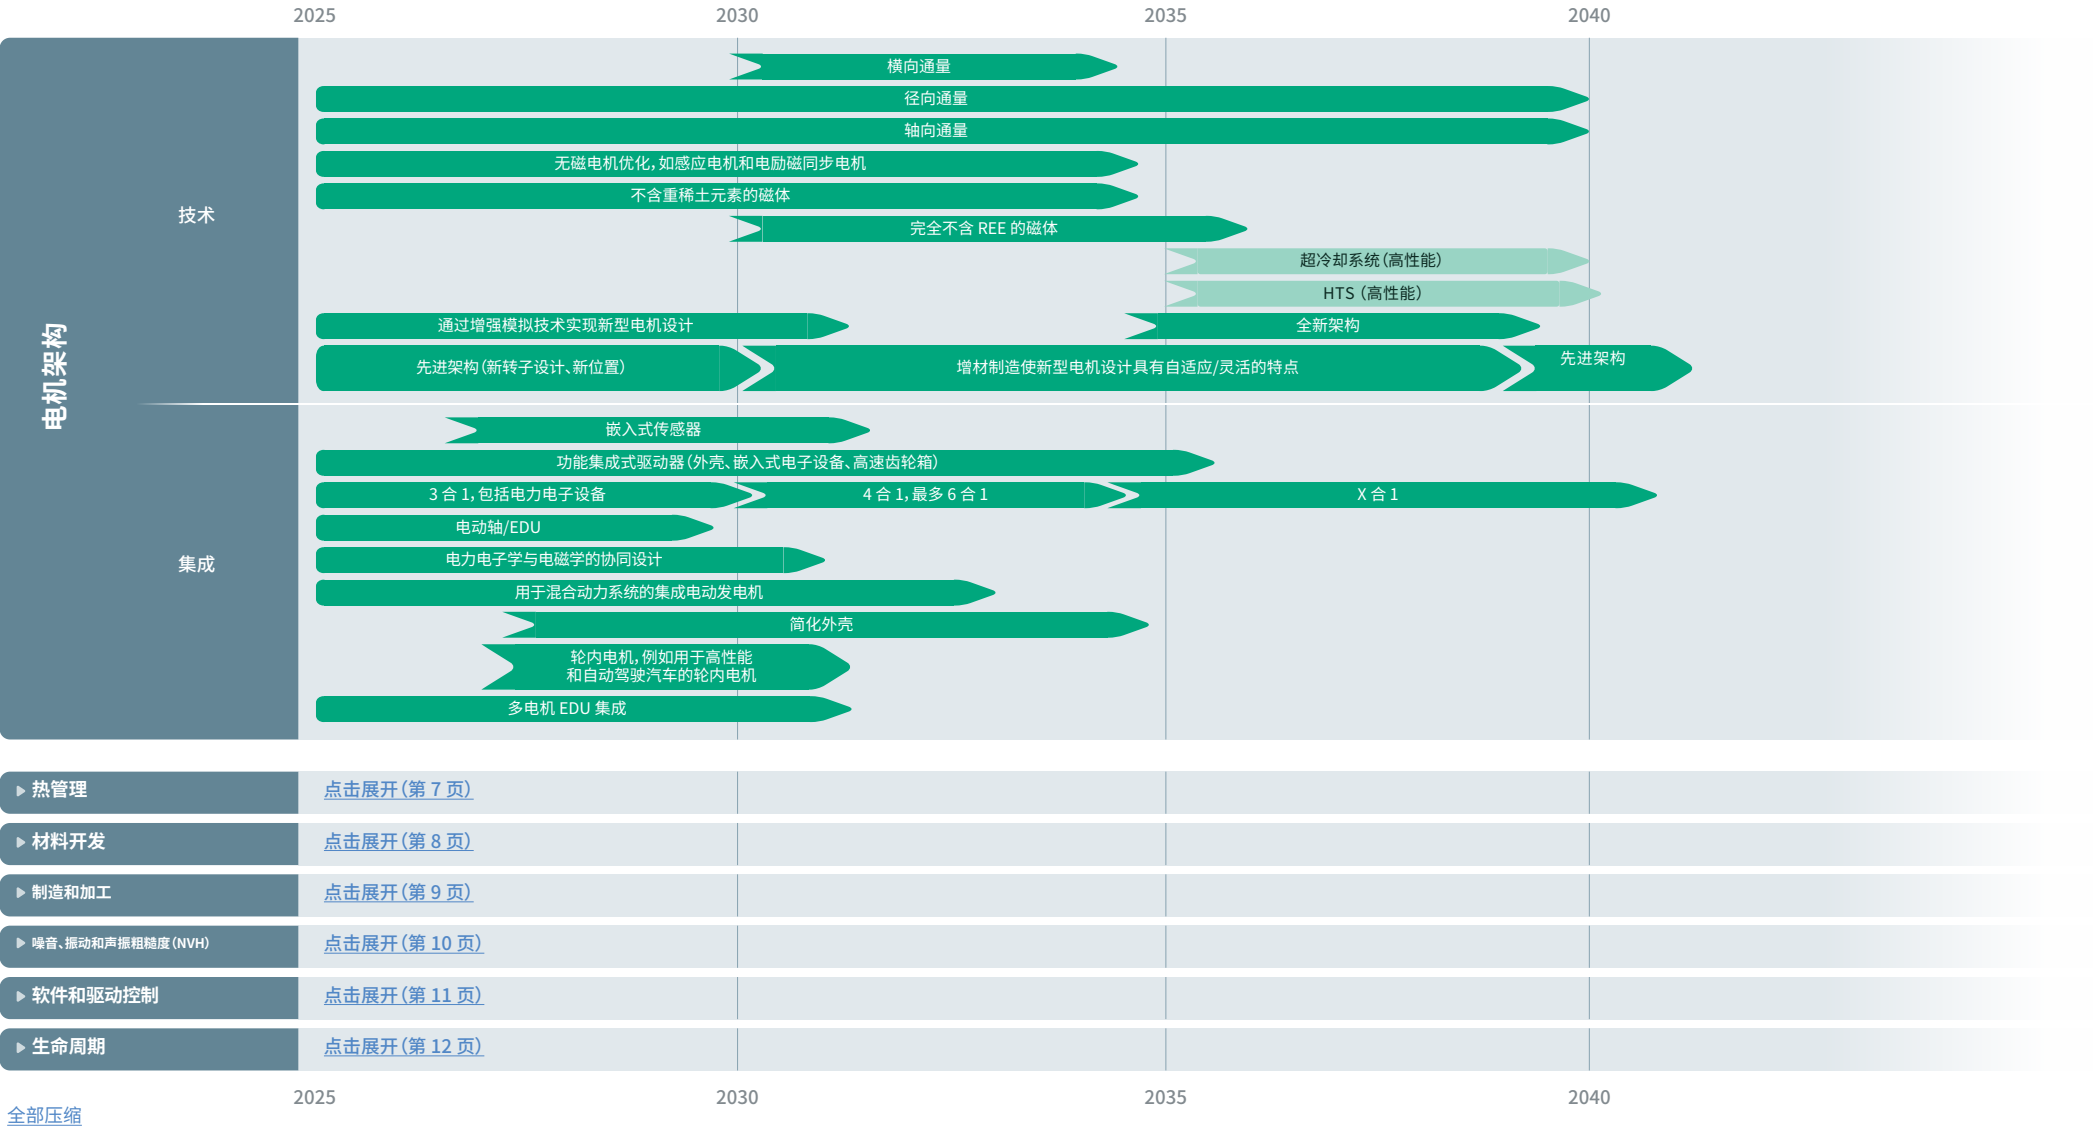 2025 2030 2035 2040
电机架构
技术
横向通量
径向通量
轴向通量
无磁电机优化，如感应电机和电励磁同步电机
不含重稀土元素的磁体
完全不含 REE 的磁体
超冷却系统（高性能）
HTS（高性能）
通过增强模拟技术实现新型电机设计 全新架构
先进架构（新转子设计、新位置） 增材制造使新型电机设计具有自适应/灵活的特点 先进架构
集成
嵌入式传感器
功能集成式驱动器（外壳、嵌入式电子设备、高速齿轮箱）
3 合 1，包括电力电子设备 4 合 1，最多 6 合 1 X 合 1
电动轴/EDU
电力电子学与电磁学的协同设计
用于混合动力系统的集成电动发电机
简化外壳
轮内电机，例如用于高性能
和自动驾驶汽车的轮内电机
多电机 EDU 集成
热管理 点击展开（第 7 页）
材料开发 点击展开（第 8 页）
制造和加工 点击展开（第 9 页）
噪音、振动和声振粗糙度（NVH） 点击展开（第 10 页）
软件和驱动控制 点击展开（第 11 页）
生命周期 点击展开（第 12 页）
2025 2030 2035 2040
全部压缩